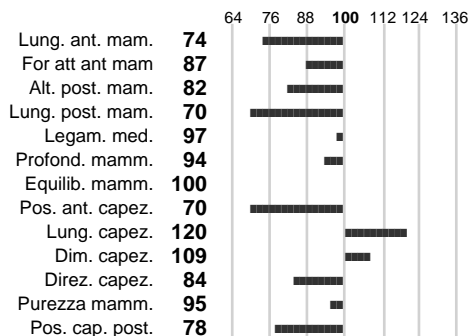 64 76 88 100 112 124 136
Lung. ant. mam. 74
For att ant mam 87
Alt. post. mam. 82
Lung. post. mam. 70
Legam. med. 97
Profond. mamm. 94
Equilib. mamm. 100
Pos. ant. capez. 70
Lung. capez. 120
Dim. capez. 109
Direz. capez. 84
Purezza mamm. 95
Pos. cap. post. 78